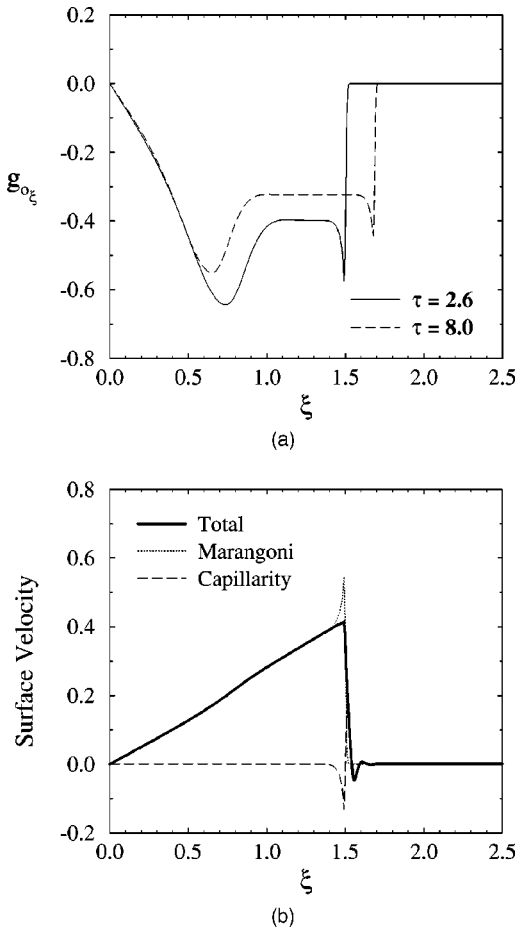 0.2
0.0
-0.2
-0.4
-0.6
-0.8
g₀ξ
τ = 2.6
τ = 8.0
0.0 0.5 1.0 1.5 2.0 2.5
ξ
(a)
0.8
0.6
0.4
0.2
0.0
-0.2
Surface Velocity
Total
Marangoni
Capillarity
0.0 0.5 1.0 1.5 2.0 2.5
ξ
(b)